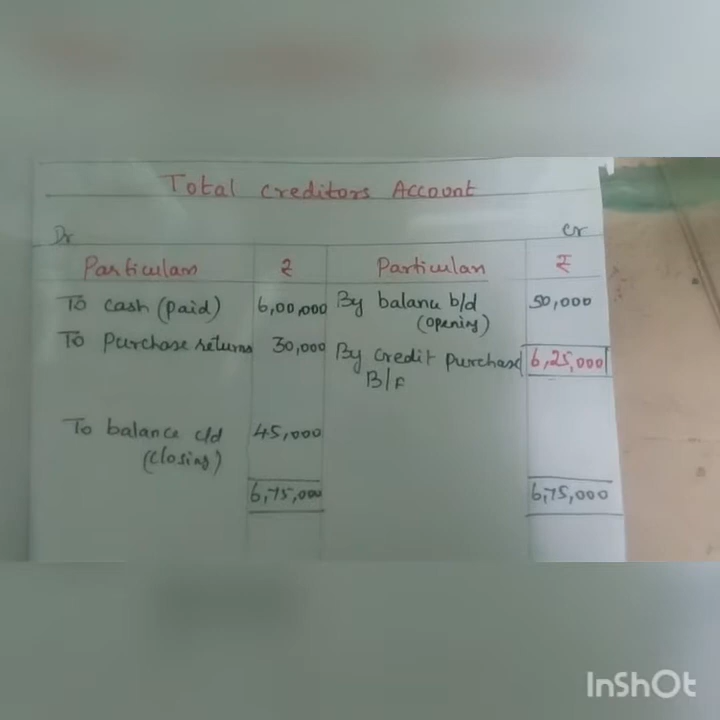 Total creditors Account
Dr
Cr
Particulars ₹ Particulars ₹
To cash (Paid) 6,00,000 By balance b/d 50,000
(opening)
To Purchase returns 30,000 By credit purchase 6,25,000
B/F
To balance c/d 45,000
(closing)
6,75,000 6,75,000
InShOt